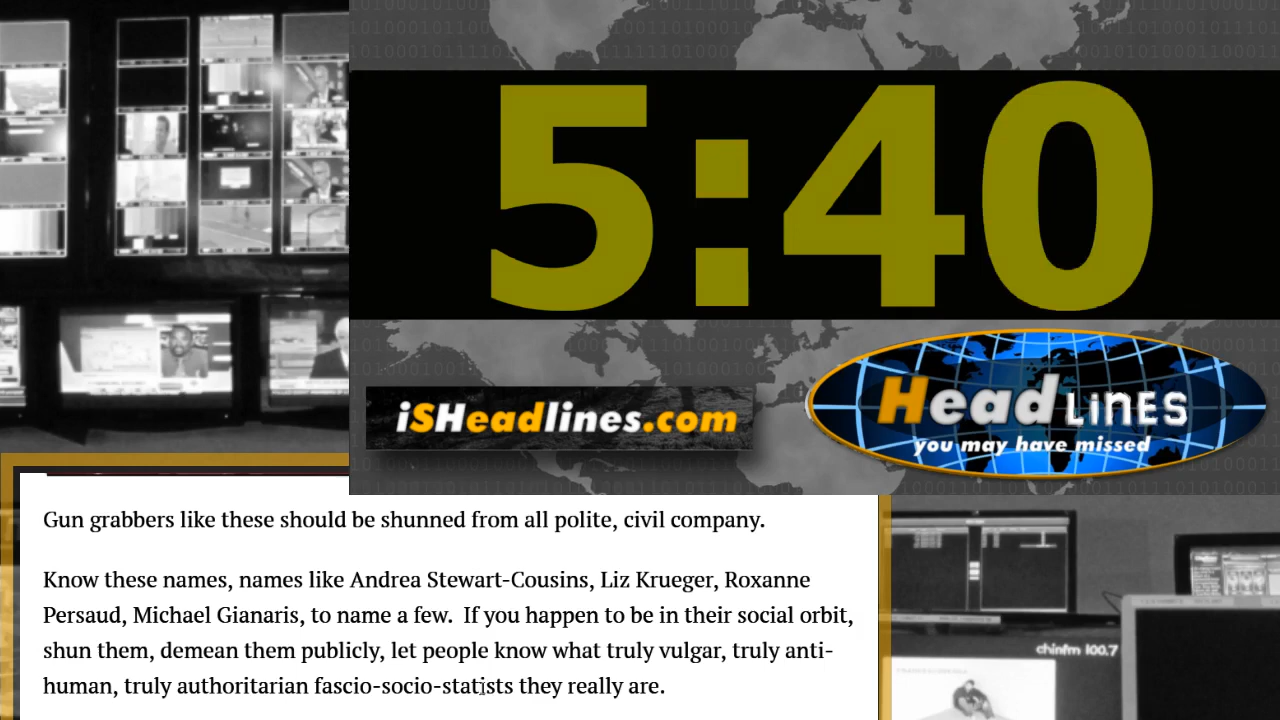 5:40
iSHeadlines.com
HeadLINES
you may have missed
Gun grabbers like these should be shunned from all polite, civil company.
Know these names, names like Andrea Stewart-Cousins, Liz Krueger, Roxanne
Persaud, Michael Gianaris, to name a few.  If you happen to be in their social orbit,
shun them, demean them publicly, let people know what truly vulgar, truly anti-
human, truly authoritarian fascio-socio-statists they really are.
chinfm 100.7